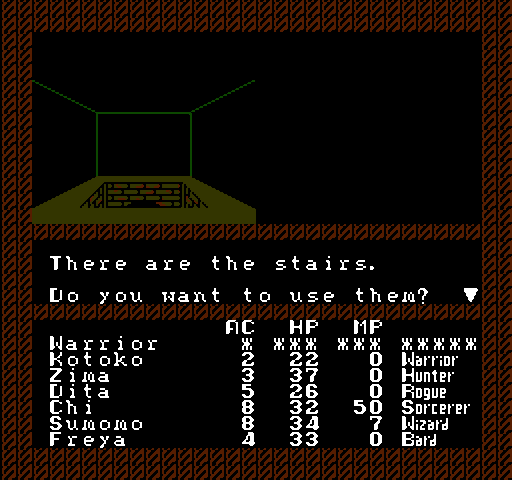 There are the stairs.
Do you want to use them? ▼
AC HP MP
Warrior * *** *** *****
Kotoko 2 22 0 Warrior
Zima 3 37 0 Hunter
Dita 5 26 0 Rogue
Chi 8 32 50 Sorcerer
Sumomo 8 34 7 Wizard
Freya 4 33 0 Bard